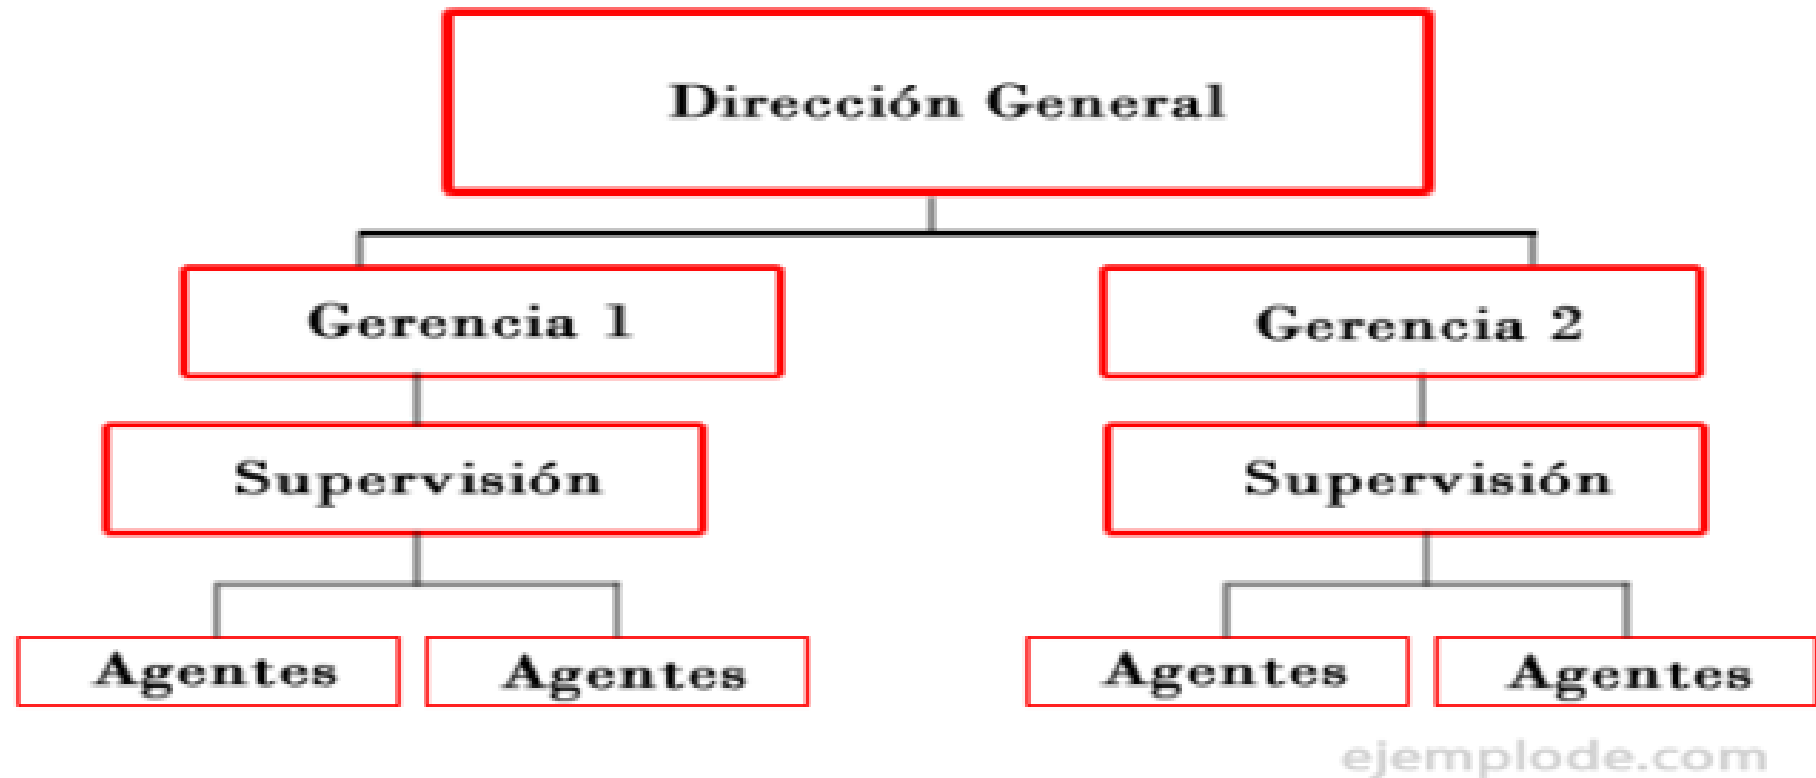 Dirección General
Gerencia 1
Gerencia 2
Supervisión
Supervisión
Agentes
Agentes
Agentes
Agentes
ejemplode.com